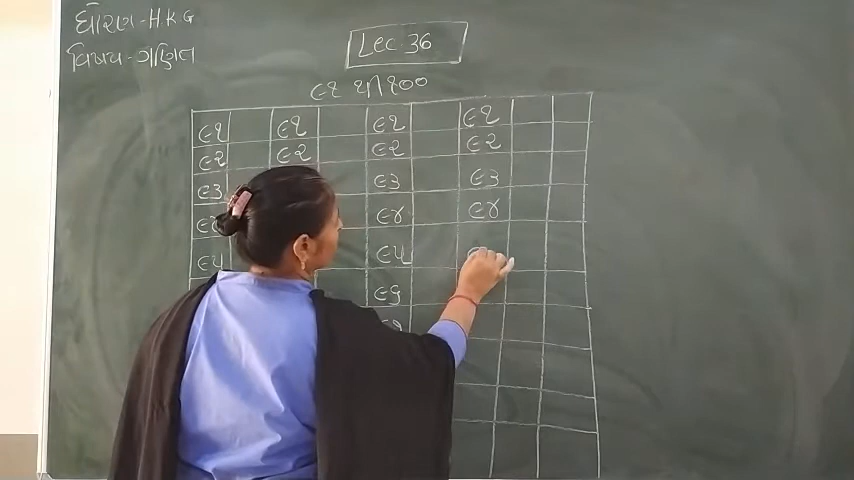 ધોરણ-H.K.G
વિષય-ગણિત
Lec 36
૯૧ થી ૧૦૦
૯૧ ૯૧ ૯૧ ૯૧
૯૨ ૯૨ ૯૨ ૯૨
૯૩ ૯૩ ૯૩
૯૪ ૯૪
૯૫ ૯૫
૯૬